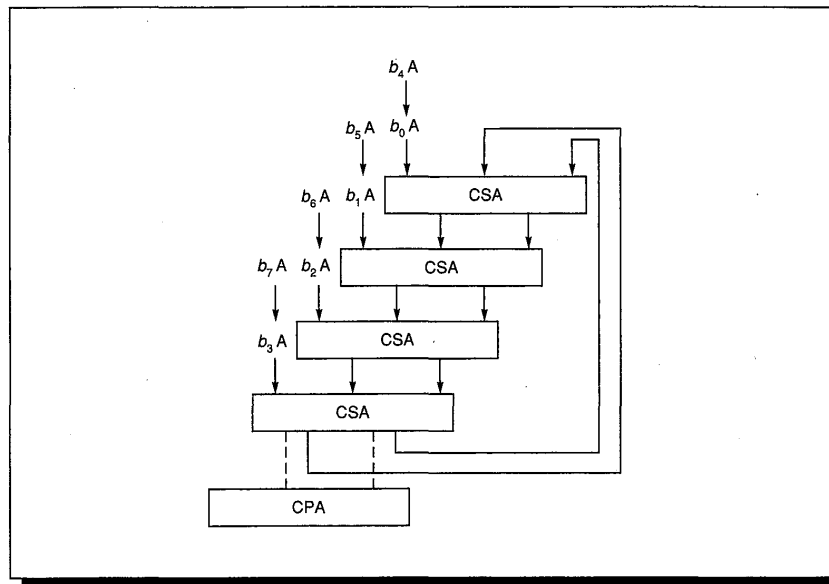 b₄A
b₅A b₀A
b₆A b₁A CSA
b₇A b₂A CSA
b₃A CSA
CSA
CPA